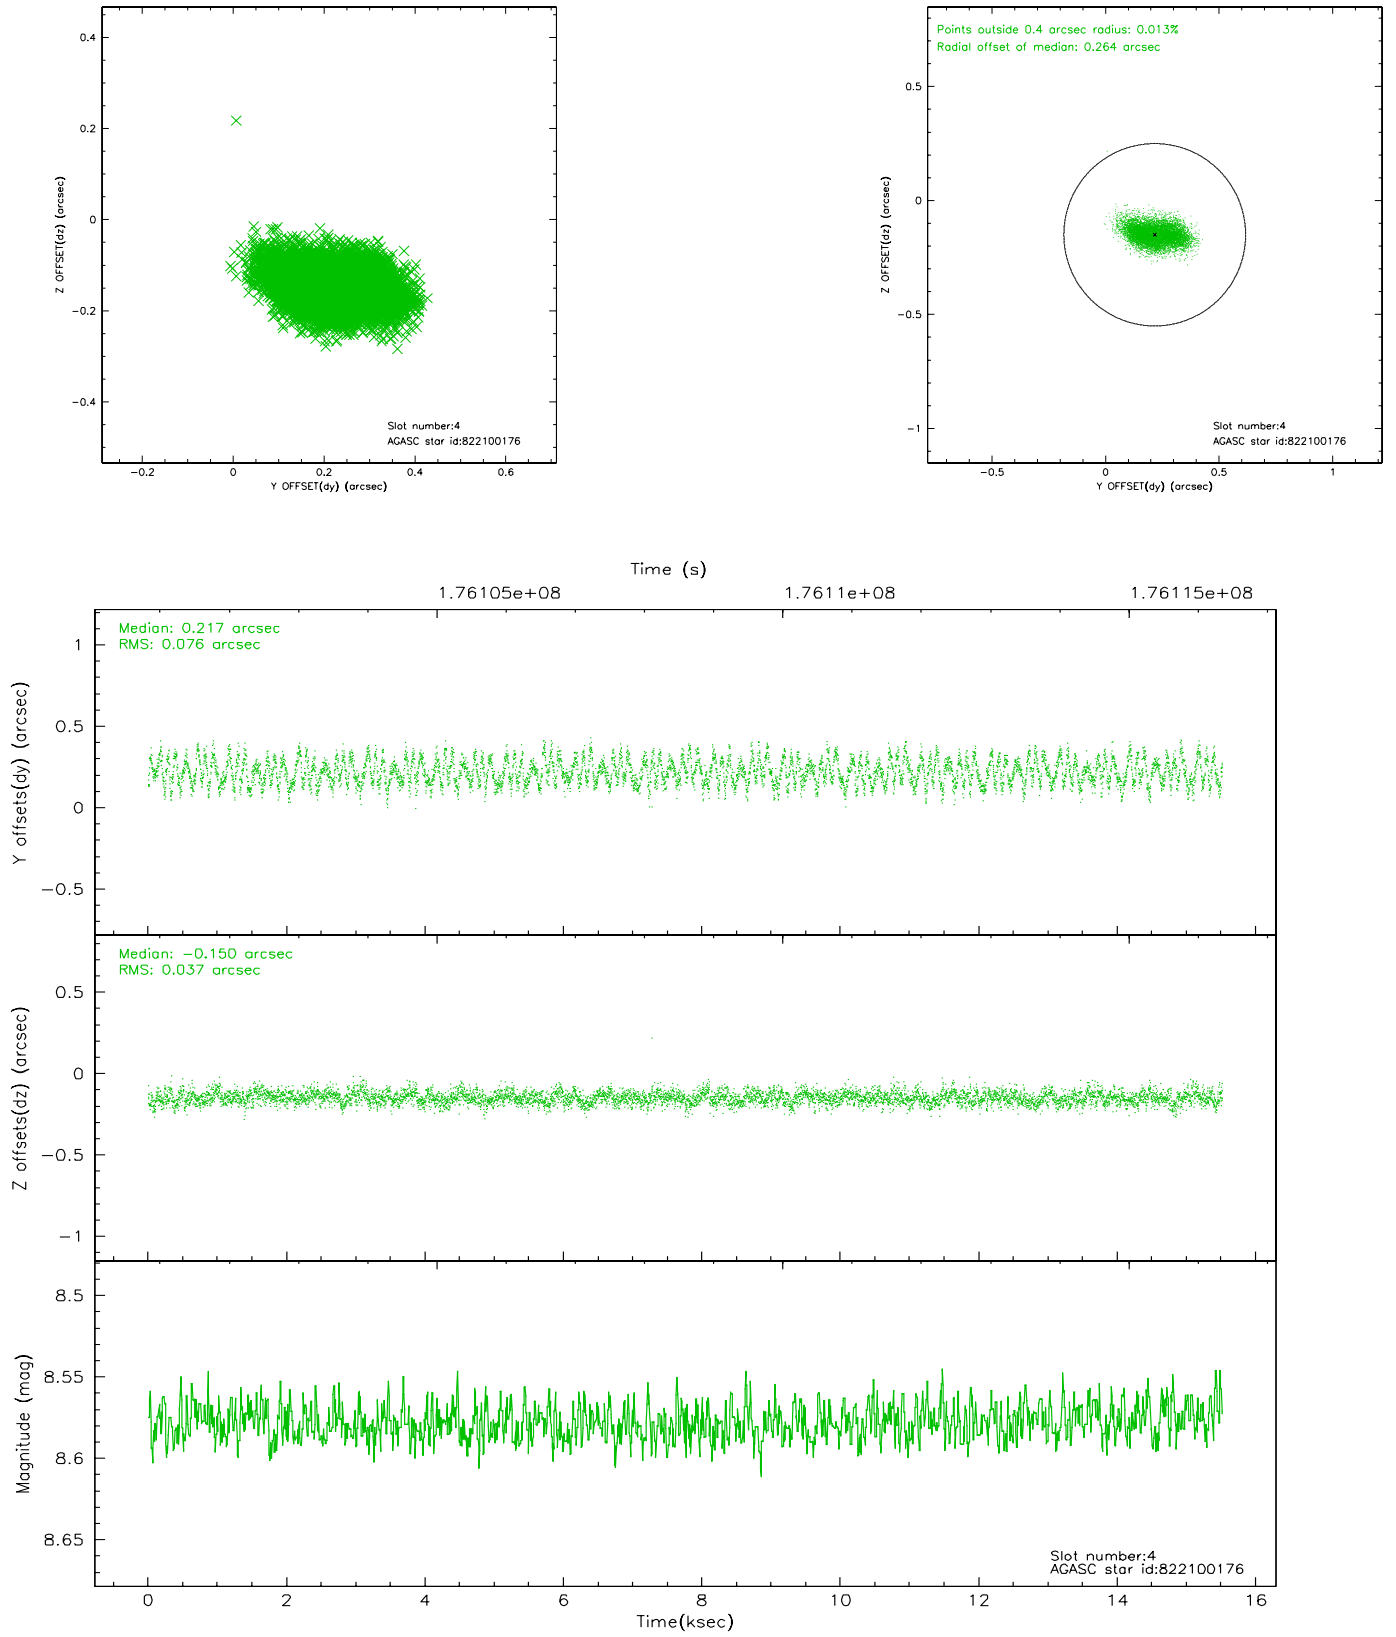 0.4
0.2
0
−0.2
−0.4
Z OFFSET(dz) (arcsec)
Slot number:4
AGASC star id:822100176
−0.2
0
0.2
0.4
0.6
Y OFFSET(dy) (arcsec)
Points outside 0.4 arcsec radius: 0.013%
Radial offset of median: 0.264 arcsec
0.5
0
−0.5
−1
Z OFFSET(dz) (arcsec)
Slot number:4
AGASC star id:822100176
−0.5
0
0.5
1
Y OFFSET(dy) (arcsec)
Time (s)
1.76105e+08
1.7611e+08
1.76115e+08
Median: 0.217 arcsec
RMS: 0.076 arcsec
1
0.5
0
−0.5
Y offsets(dy) (arcsec)
Median: −0.150 arcsec
RMS: 0.037 arcsec
0.5
0
−0.5
−1
Z offsets(dz) (arcsec)
8.5
8.55
8.6
8.65
Magnitude (mag)
Slot number:4
AGASC star id:822100176
0
2
4
6
8
10
12
14
16
Time(ksec)